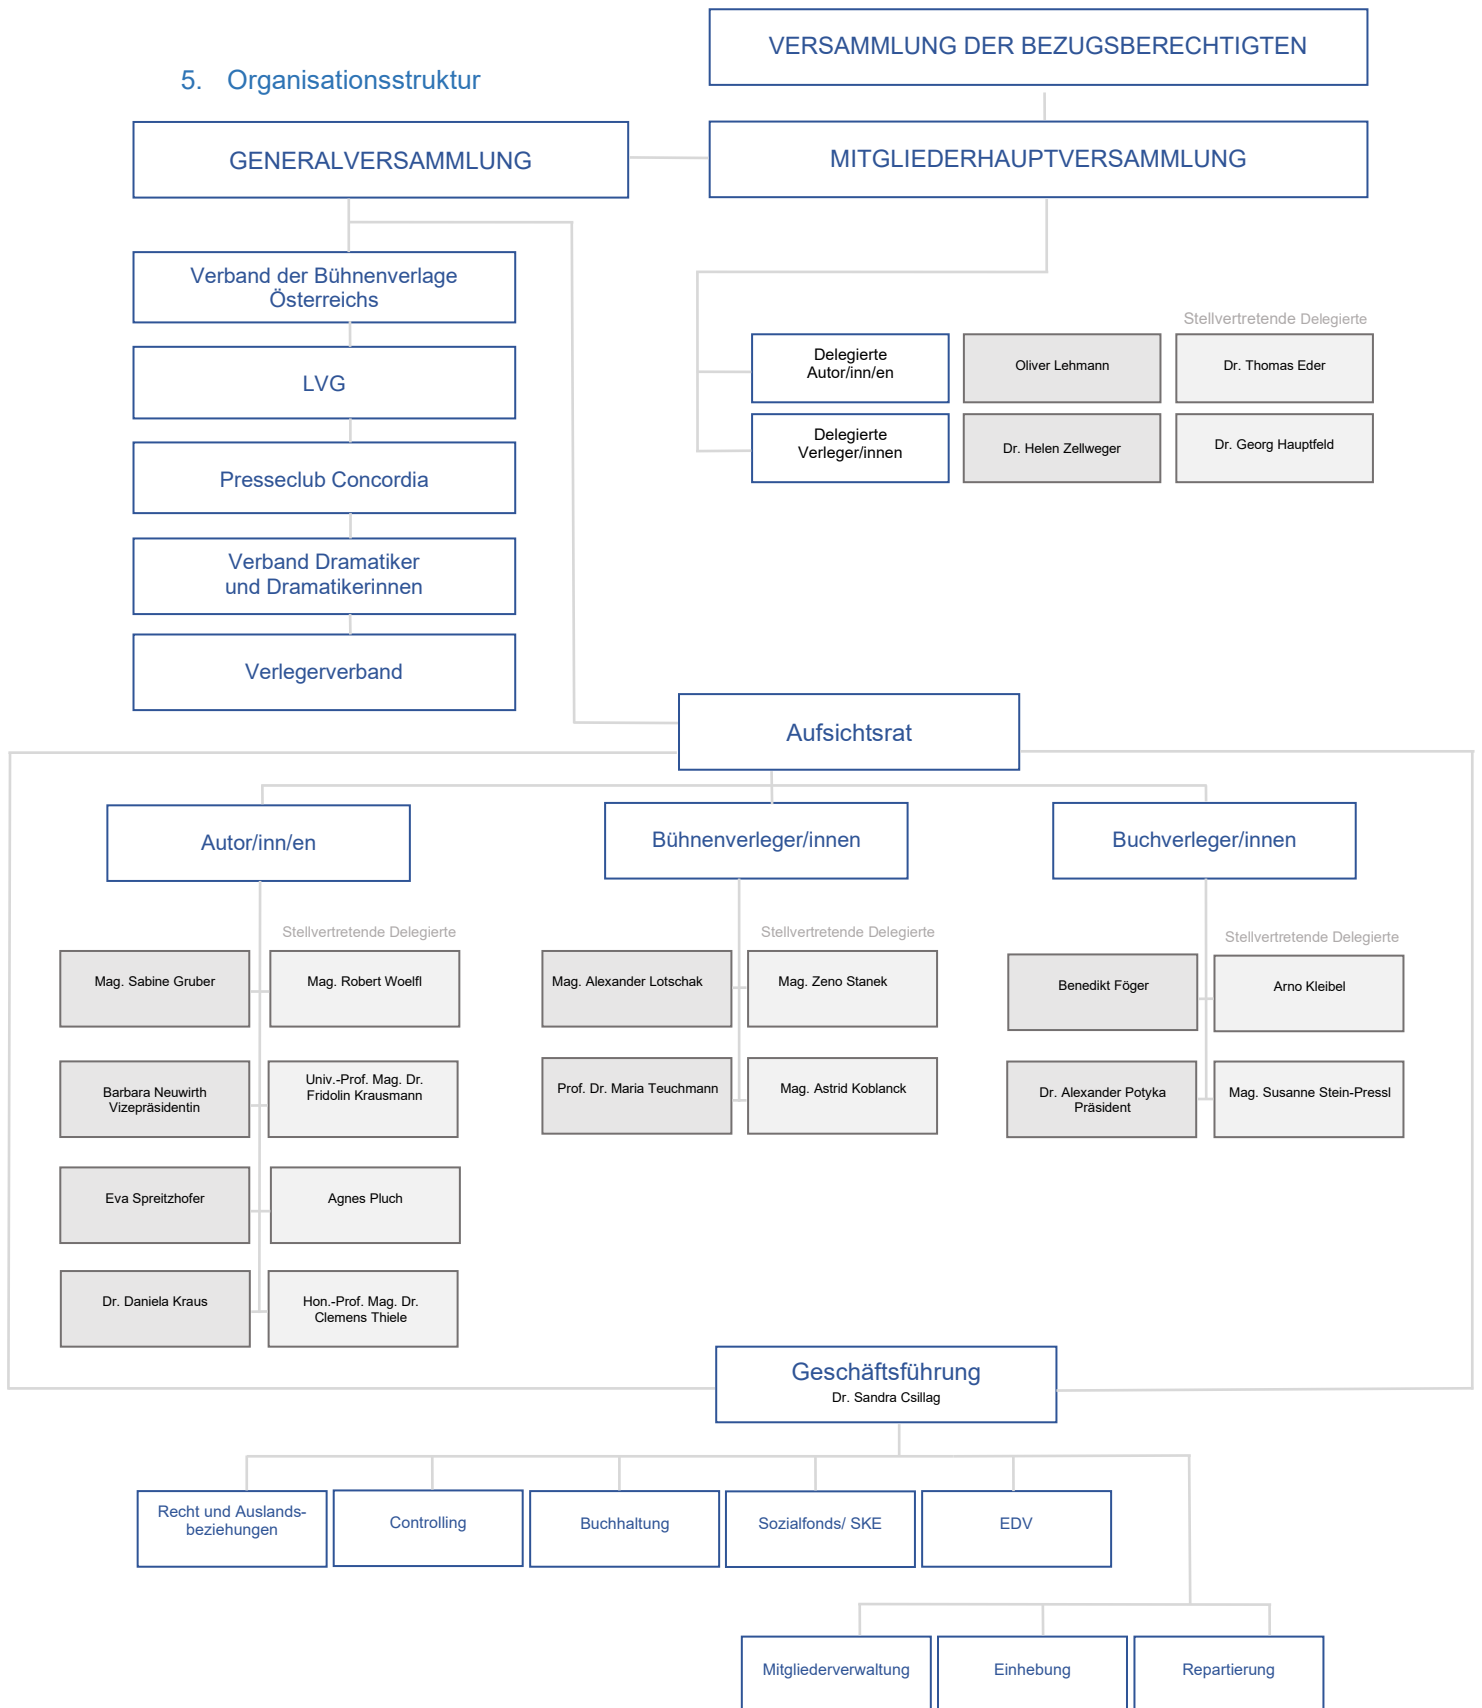 VERSAMMLUNG DER BEZUGSBERECHTIGTEN
5. Organisationsstruktur
GENERALVERSAMMLUNG
MITGLIEDERHAUPTVERSAMMLUNG
Verband der Bühnenverlage
Österreichs
LVG
Presseclub Concordia
Verband Dramatiker
und Dramatikerinnen
Verlegerverband
Stellvertretende Delegierte
Delegierte
Autor/inn/en
Oliver Lehmann
Dr. Thomas Eder
Delegierte
Verleger/innen
Dr. Helen Zellweger
Dr. Georg Hauptfeld
Aufsichtsrat
Autor/inn/en
Bühnenverleger/innen
Buchverleger/innen
Stellvertretende Delegierte
Mag. Sabine Gruber
Mag. Robert Woelfl
Barbara Neuwirth
Vizepräsidentin
Univ.-Prof. Mag. Dr.
Fridolin Krausmann
Eva Spreitzhofer
Agnes Pluch
Dr. Daniela Kraus
Hon.-Prof. Mag. Dr.
Clemens Thiele
Stellvertretende Delegierte
Mag. Alexander Lotschak
Mag. Zeno Stanek
Prof. Dr. Maria Teuchmann
Mag. Astrid Koblanck
Stellvertretende Delegierte
Benedikt Föger
Arno Kleibel
Dr. Alexander Potyka
Präsident
Mag. Susanne Stein-Pressl
Geschäftsführung
Dr. Sandra Csillag
Recht und Auslands-
beziehungen
Controlling
Buchhaltung
Sozialfonds/ SKE
EDV
Mitgliederverwaltung
Einhebung
Repartierung